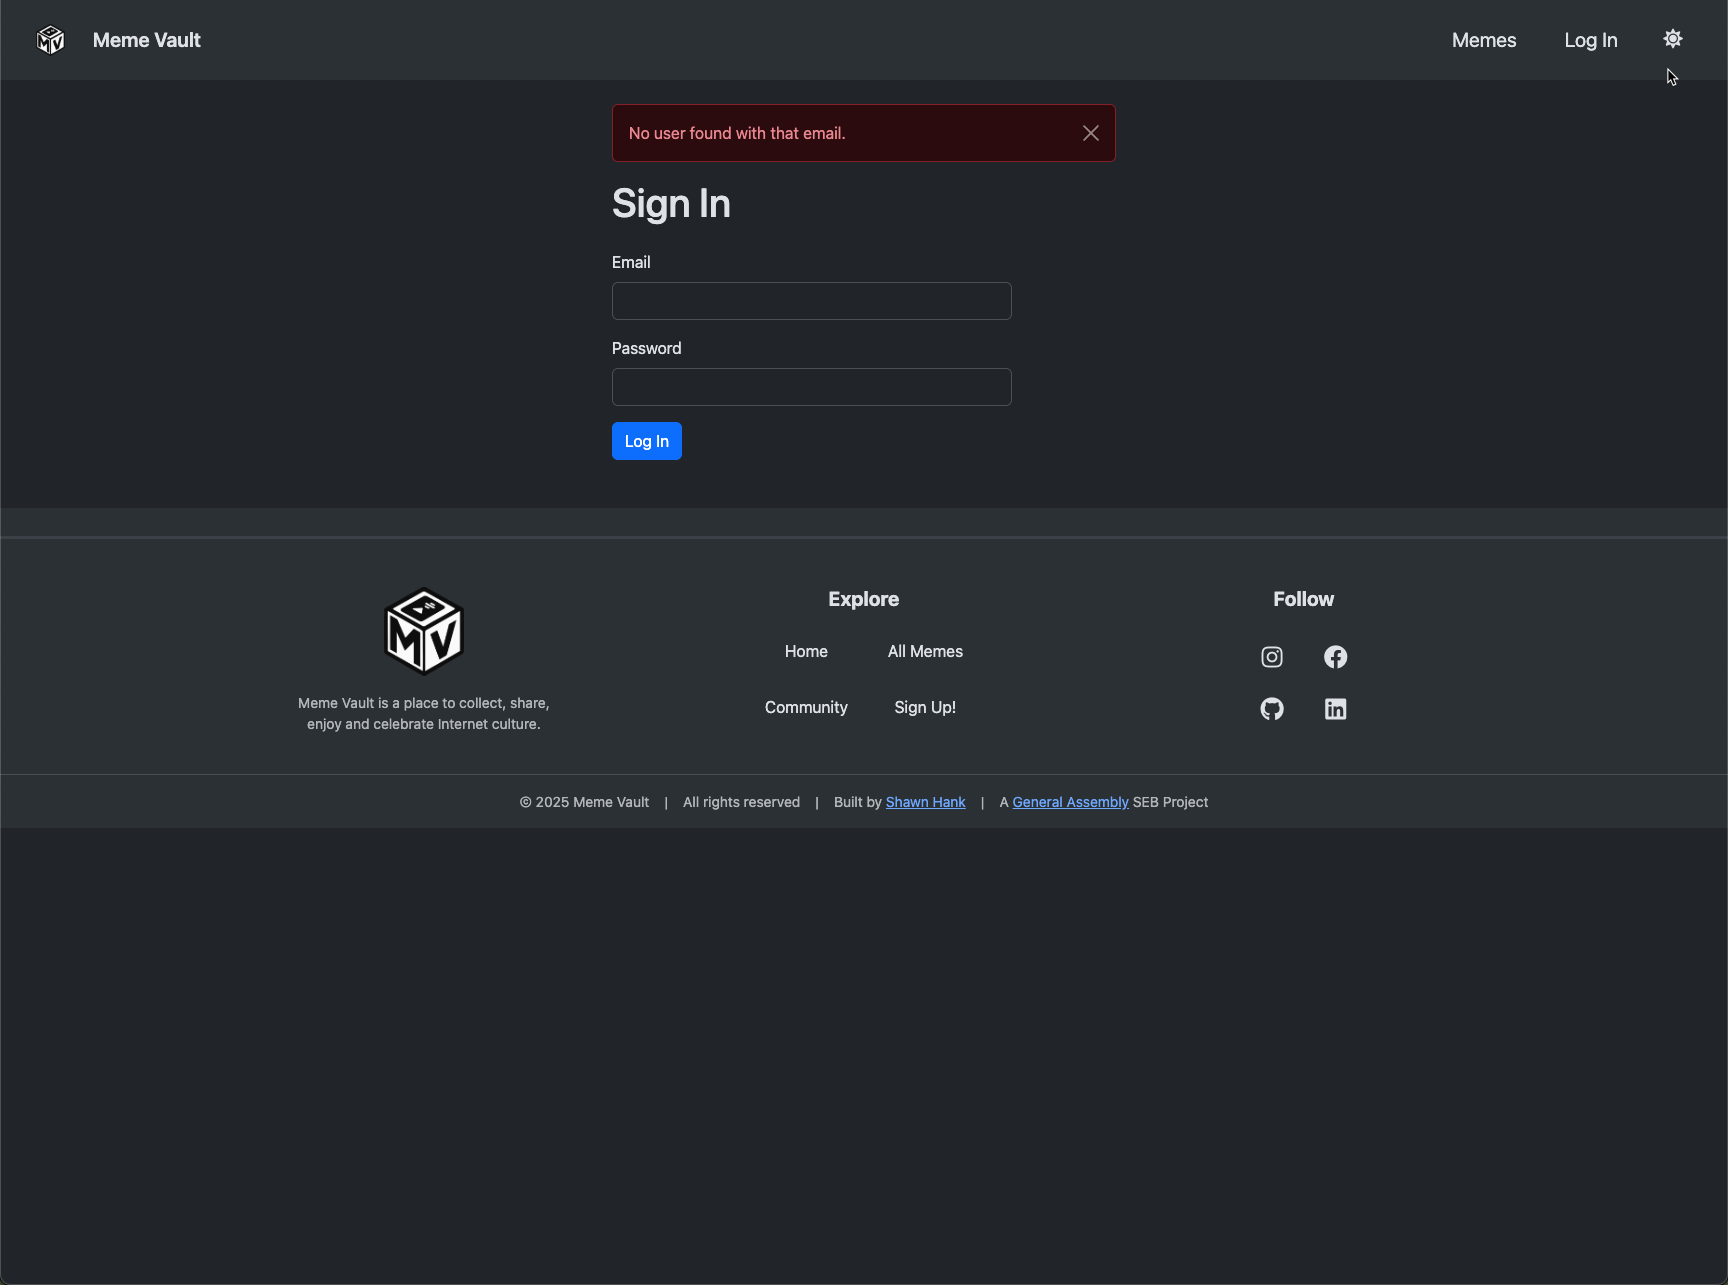 MV
Meme Vault
Memes
Log In
No user found with that email.
Sign In
Email
Password
Log In
MV
Meme Vault is a place to collect, share,
enjoy and celebrate Internet culture.
Explore
Home
All Memes
Community
Sign Up!
Follow
© 2025 Meme Vault | All rights reserved | Built by Shawn Hank | A General Assembly SEB Project